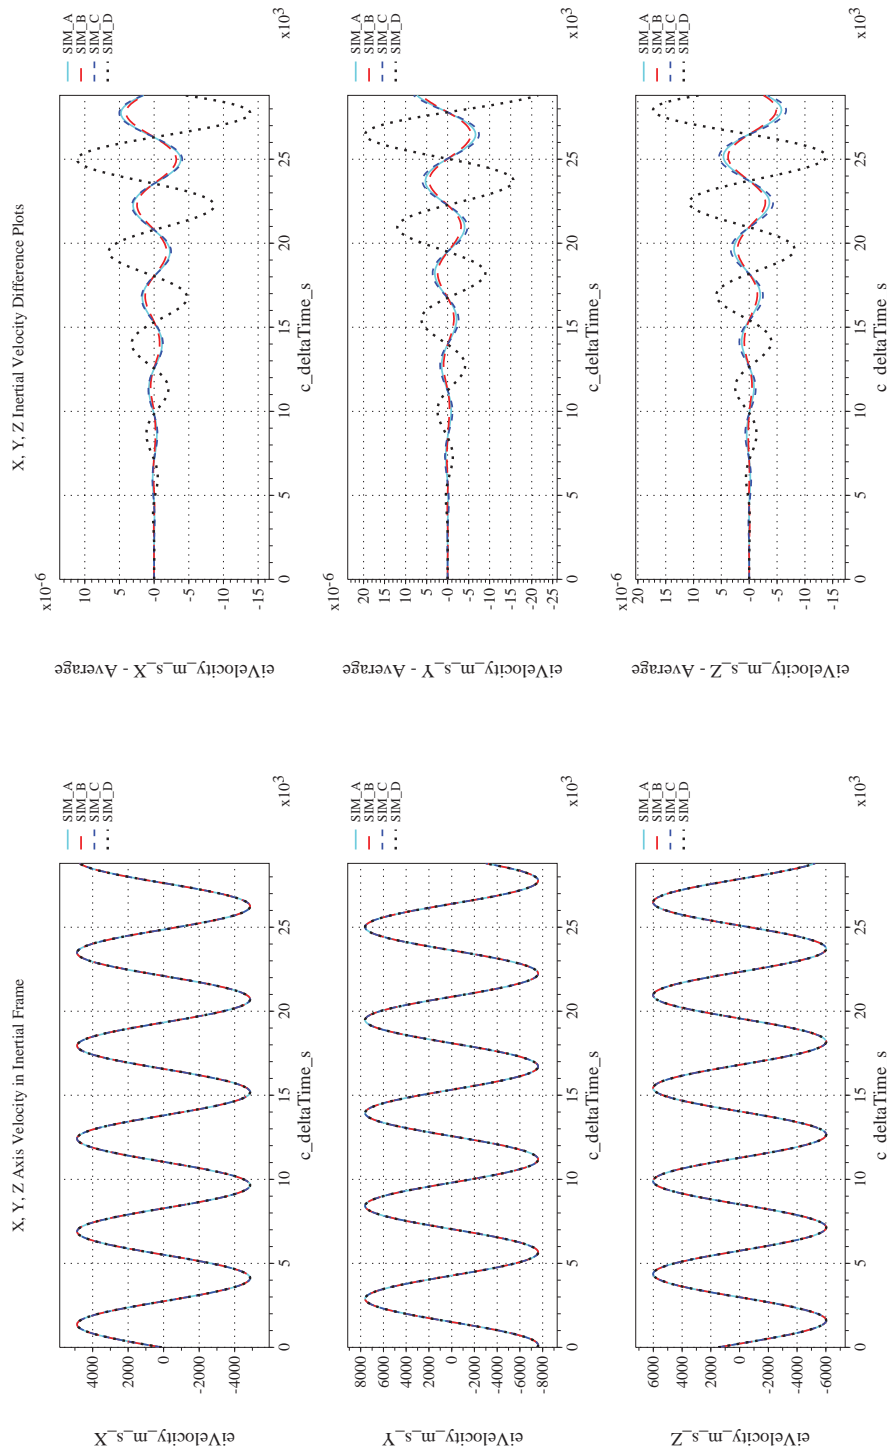 X, Y, Z Axis Velocity in Inertial Frame
eiVelocity_m_s_X
4000
2000
0
-2000
-4000
SIM_A
SIM_B
SIM_C
SIM_D
0 5 10 15 20 25
x10³
c_deltaTime_s
eiVelocity_m_s_Y
8000
6000
4000
2000
0
-2000
-4000
-6000
-8000
SIM_A
SIM_B
SIM_C
SIM_D
0 5 10 15 20 25
x10³
c_deltaTime_s
eiVelocity_m_s_Z
6000
4000
2000
0
-2000
-4000
-6000
SIM_A
SIM_B
SIM_C
SIM_D
0 5 10 15 20 25
x10³
c deltaTime s
X, Y, Z Inertial Velocity Difference Plots
eiVelocity_m_s_X - Average
x10⁻⁶
10
5
-0
-5
-10
-15
SIM_A
SIM_B
SIM_C
SIM_D
0 5 10 15 20 25
x10³
c_deltaTime_s
eiVelocity_m_s_Y - Average
x10⁻⁶
20
15
10
5
-0
-5
-10
-15
-20
-25
SIM_A
SIM_B
SIM_C
SIM_D
0 5 10 15 20 25
x10³
c_deltaTime_s
eiVelocity_m_s_Z - Average
x10⁻⁶
20
15
10
5
-0
-5
-10
-15
SIM_A
SIM_B
SIM_C
SIM_D
0 5 10 15 20 25
x10³
c deltaTime s